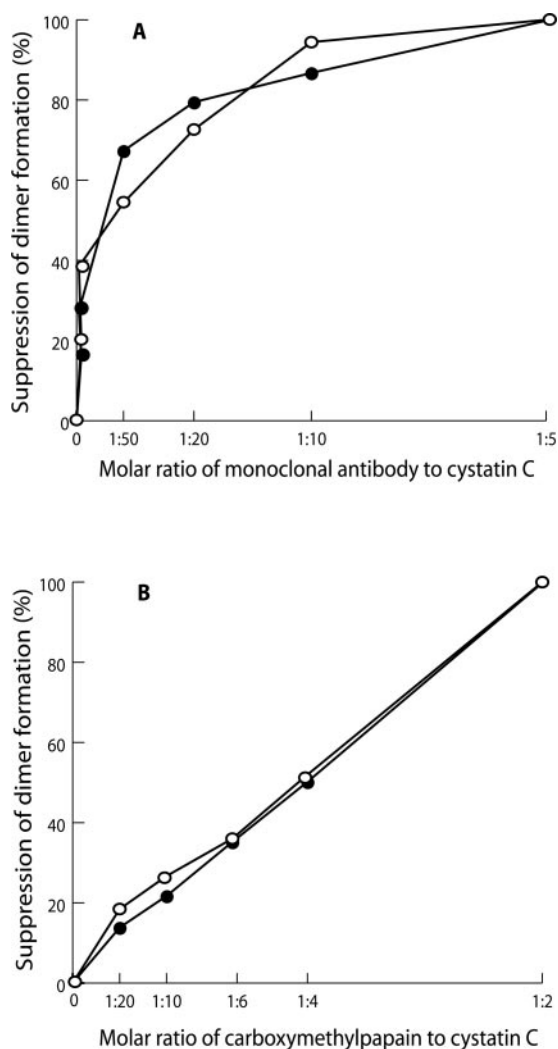 A
Suppression of dimer formation (%)
100
80
60
40
20
0
0 1:50 1:20 1:10 1:5
Molar ratio of monoclonal antibody to cystatin C
B
Suppression of dimer formation (%)
100
80
60
40
20
0
0 1:20 1:10 1:6 1:4 1:2
Molar ratio of carboxymethylpapain to cystatin C